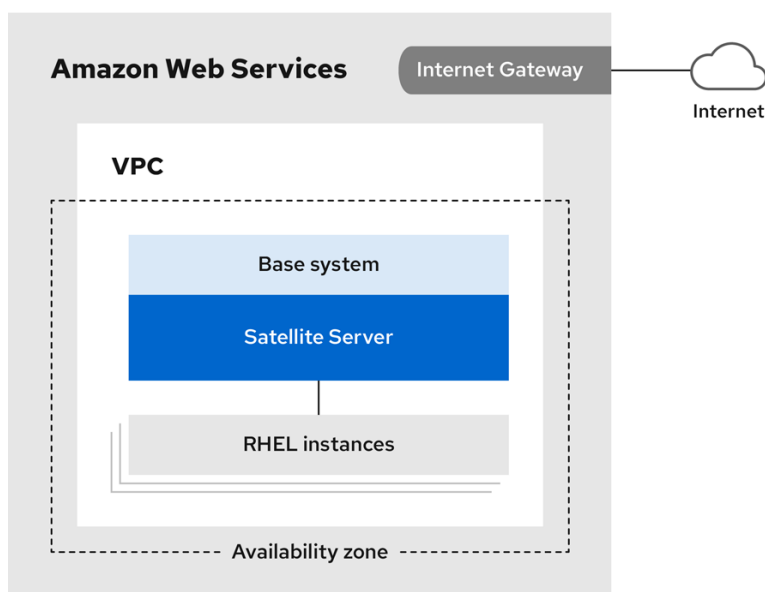 Amazon Web Services
Internet Gateway
Internet
VPC
Base system
Satellite Server
RHEL instances
Availability zone